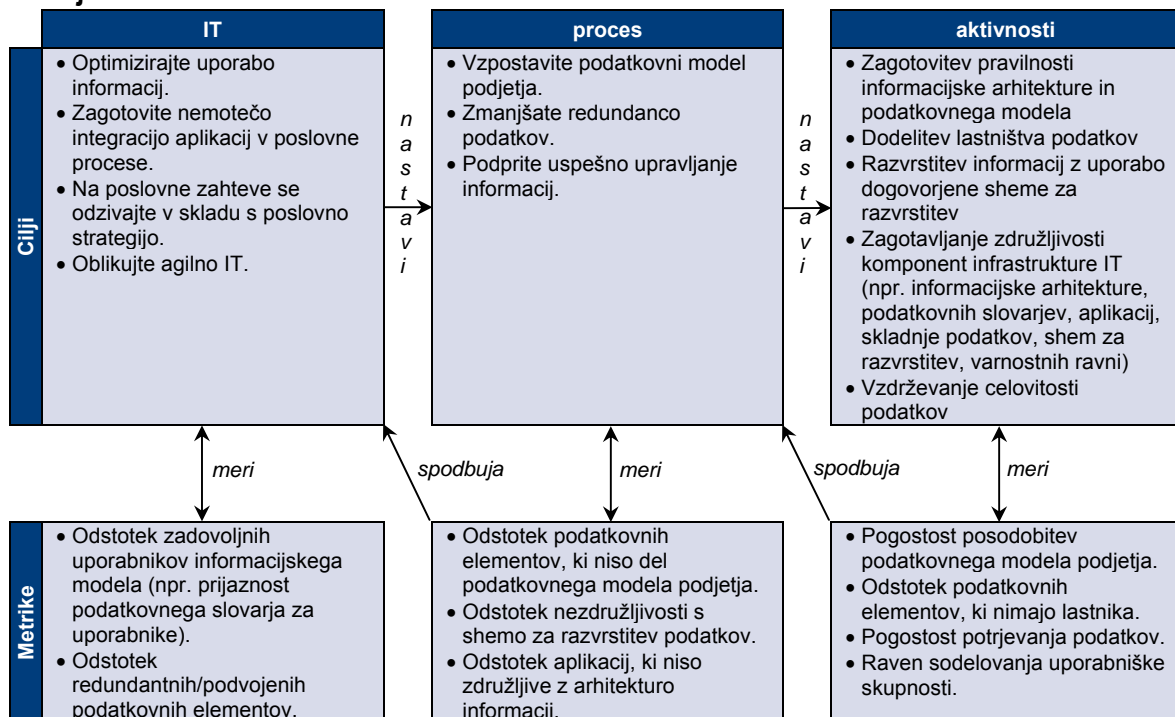 IT
proces
aktivnosti
Cilji
• Optimizirajte uporabo
informacij.
• Zagotovite nemotečo
integracijo aplikacij v poslovne
procese.
• Na poslovne zahteve se
odzivajte v skladu s poslovno
strategijo.
• Oblikujte agilno IT.
nastavi
• Vzpostavite podatkovni model
podjetja.
• Zmanjšate redundanco
podatkov.
• Podprite uspešno upravljanje
informacij.
nastavi
• Zagotovitev pravilnosti
informacijske arhitekture in
podatkovnega modela
• Dodelitev lastništva podatkov
• Razvrstitev informacij z uporabo
dogovorjene sheme za
razvrstitev
• Zagotavljanje združljivosti
komponent infrastrukture IT
(npr. informacijske arhitekture,
podatkovnih slovarjev, aplikacij,
skladnje podatkov, shem za
razvrstitev, varnostnih ravni)
• Vzdrževanje celovitosti
podatkov
meri
spodbuja
meri
spodbuja
meri
Metrike
• Odstotek zadovoljnih
uporabnikov informacijskega
modela (npr. prijaznost
podatkovnega slovarja za
uporabnike).
• Odstotek
redundantnih/podvojenih
podatkovnih elementov.
• Odstotek podatkovnih
elementov, ki niso del
podatkovnega modela podjetja.
• Odstotek nezdružljivosti s
shemo za razvrstitev podatkov.
• Odstotek aplikacij, ki niso
združljive z arhitekturo
informacij.
• Pogostost posodobitev
podatkovnega modela podjetja.
• Odstotek podatkovnih
elementov, ki nimajo lastnika.
• Pogostost potrjevanja podatkov.
• Raven sodelovanja uporabniške
skupnosti.